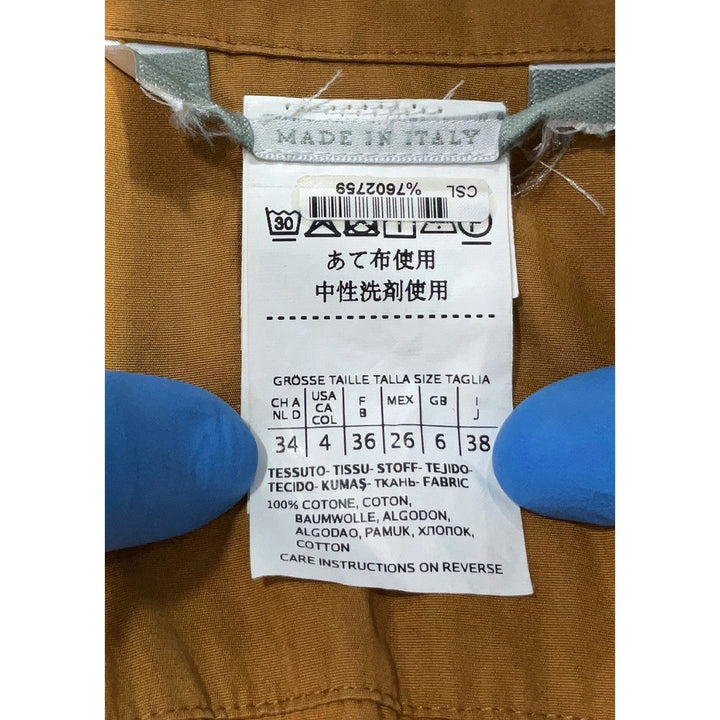 MADE IN ITALY
%7602759 CSL
30
あて布使用
中性洗剤使用
GRÖSSE TAILLE TALLA SIZE TAGLIA
CH A NL D USA CA COL F B MEX GB I J
34 4 36 26 6 38
TESSUTO- TISSU- STOFF- TEJIDO-
TECIDO- KUMAŞ- ТКАНЬ- FABRIC
100% COTONE, COTON,
BAUMWOLLE, ALGODON,
ALGODAO, PAMUK, ХЛОПОК,
COTTON
CARE INSTRUCTIONS ON REVERSE